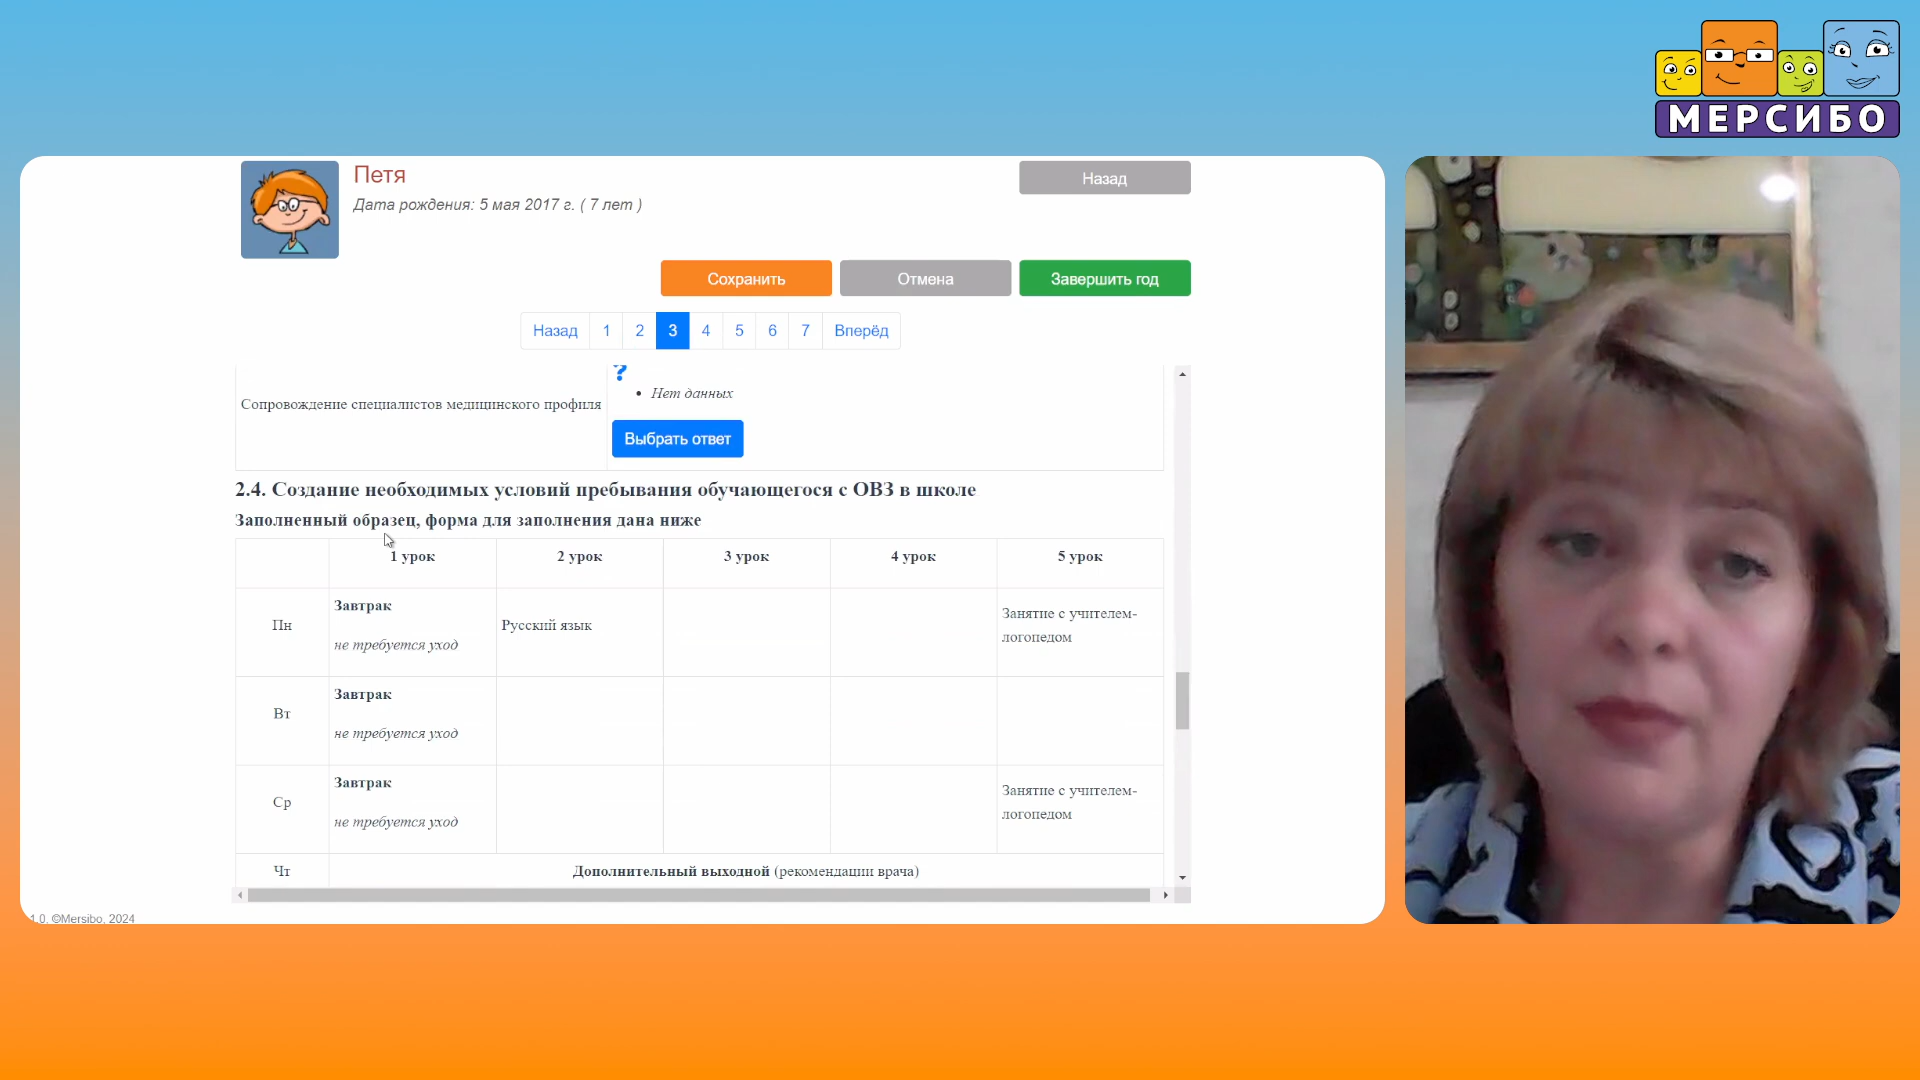 МЕРСИБО
Петя
Дата рождения: 5 мая 2017 г. ( 7 лет )
Назад
Сохранить
Отмена
Завершить год
Назад 1 2 3 4 5 6 7 Вперёд
?
Сопровождение специалистов медицинского профиля
• Нет данных
Выбрать ответ
2.4. Создание необходимых условий пребывания обучающегося с ОВЗ в школе
Заполненный образец, форма для заполнения дана ниже
1 урок 2 урок 3 урок 4 урок 5 урок
Пн
Завтрак
не требуется уход
Русский язык
Занятие с учителем-
логопедом
Вт
Завтрак
не требуется уход
Ср
Завтрак
не требуется уход
Занятие с учителем-
логопедом
Чт
Дополнительный выходной (рекомендации врача)
1.0. ©Mersibo, 2024